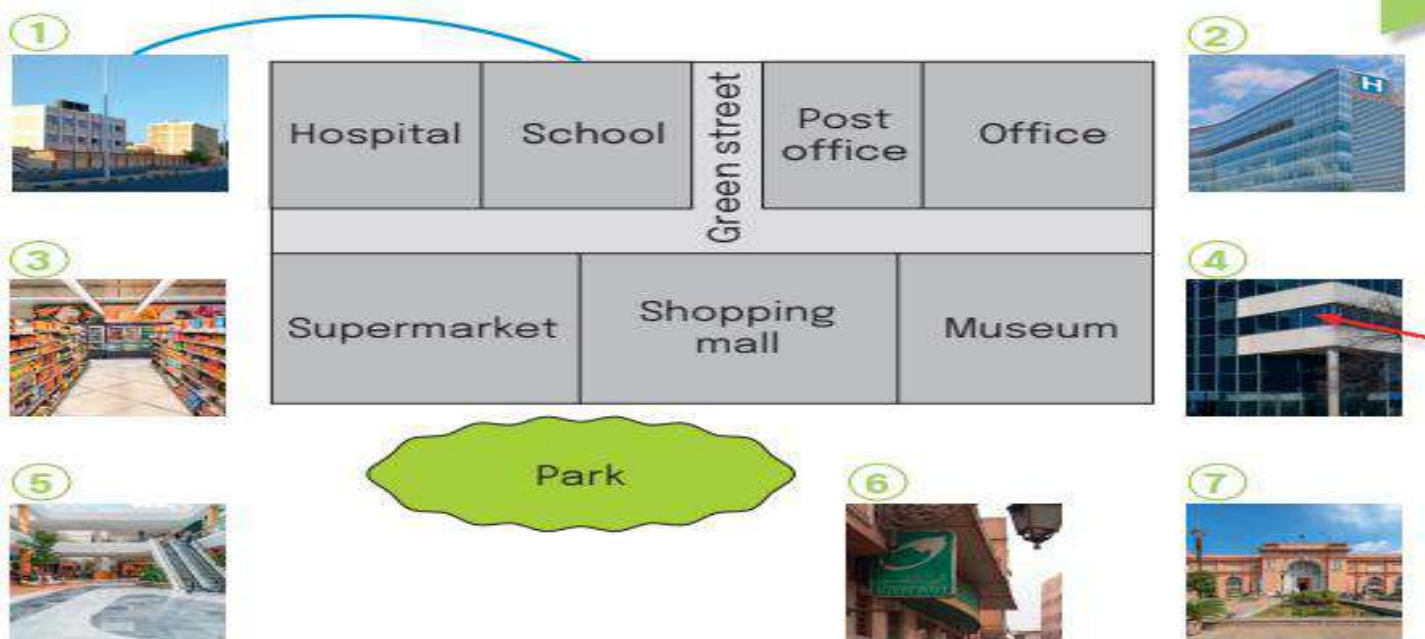 1
2
Hospital
School
Green street
Post
office
Office
H
3
4
Supermarket
Shopping
mall
Museum
Park
5
6
7